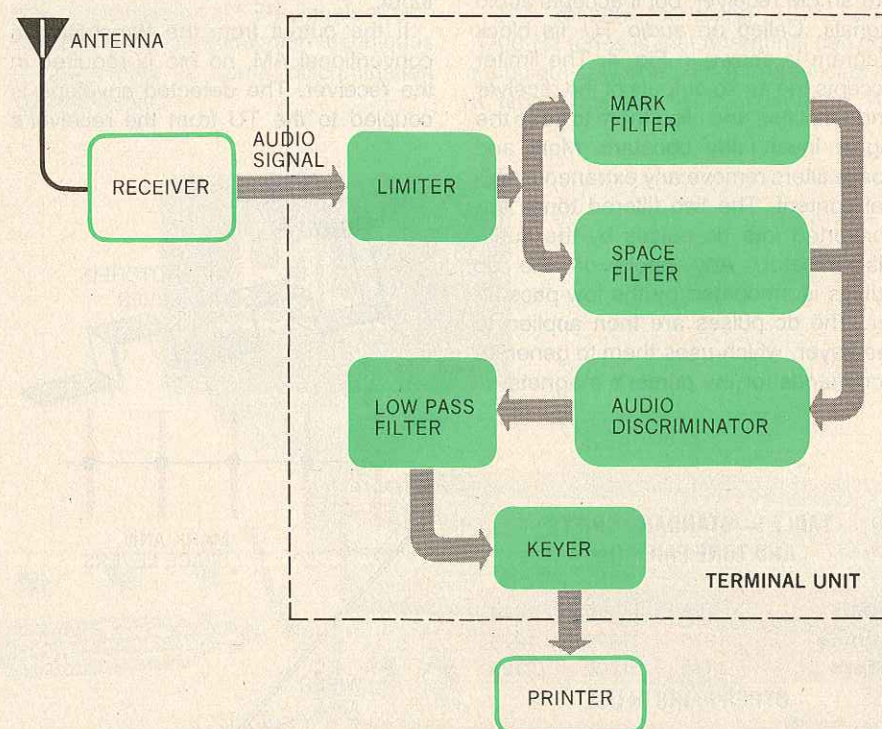 ANTENNA
AUDIO
SIGNAL
RECEIVER
LIMITER
MARK
FILTER
SPACE
FILTER
LOW PASS
FILTER
AUDIO
DISCRIMINATOR
KEYER
TERMINAL UNIT
PRINTER